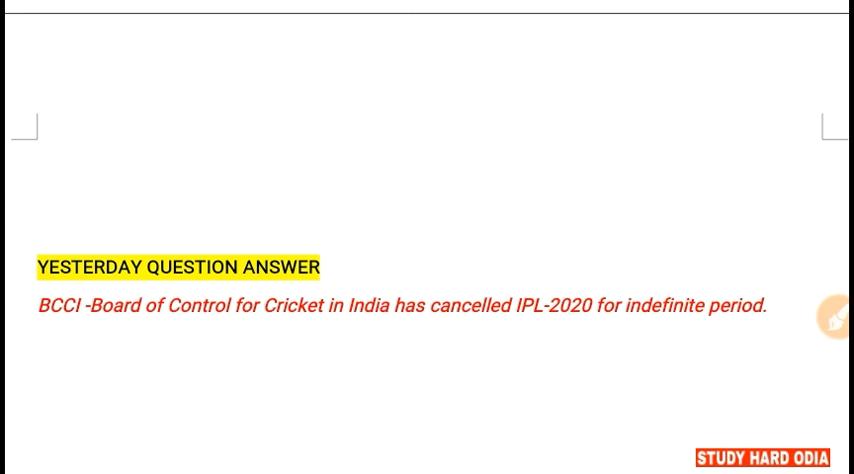 YESTERDAY QUESTION ANSWER
BCCI -Board of Control for Cricket in India has cancelled IPL-2020 for indefinite period.
STUDY HARD ODIA